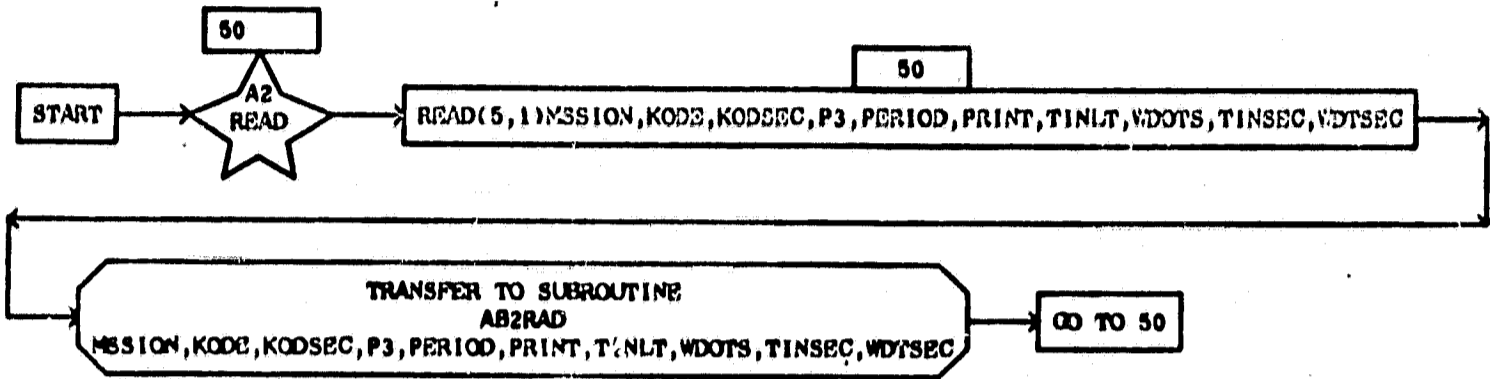 50
START
A2
READ
50
READ(5,1)MSSION,KODE,KODSEC,P3,PERIOD,PRINT,TINLT,WDOTS,TINSEC,WDTSEC
TRANSFER TO SUBROUTINE
AB2RAD
MSSION,KODE,KODSEC,P3,PERIOD,PRINT,TINLT,WDOTS,TINSEC,WDTSEC
GO TO 50